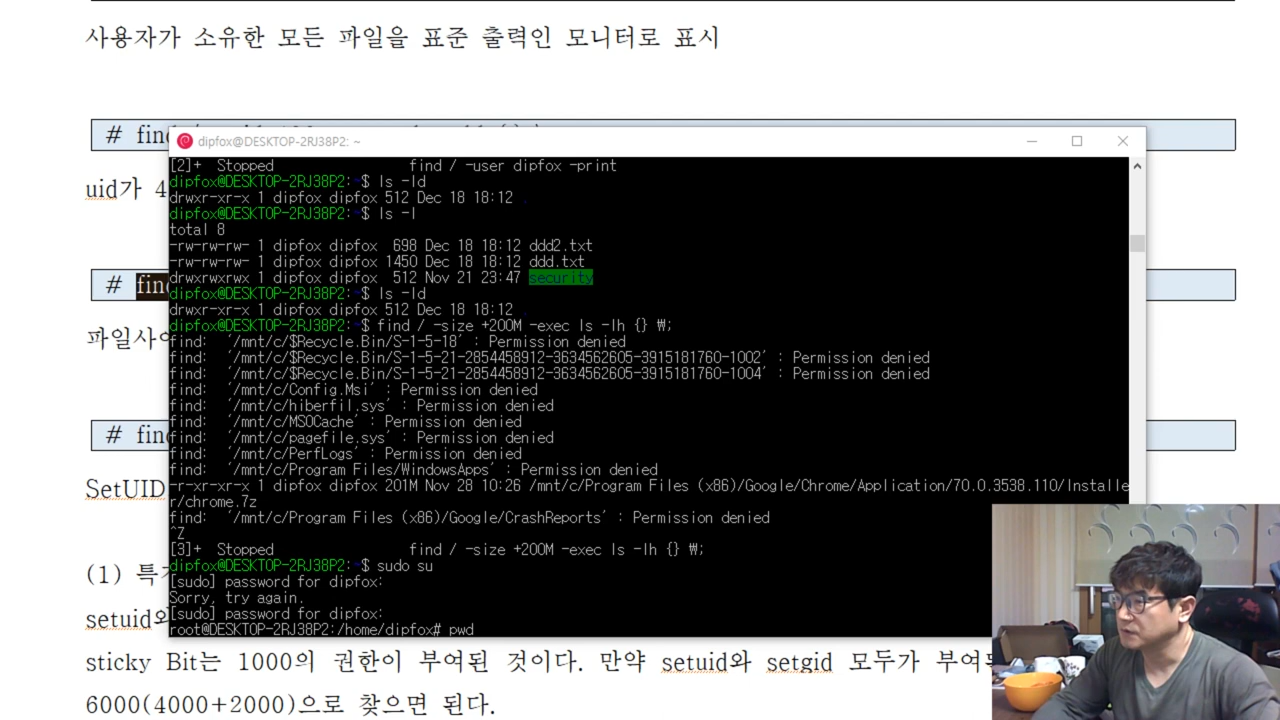 사용자가 소유한 모든 파일을 표준 출력인 모니터로 표시
# find
dipfox@DESKTOP-2RJ38P2: ~
uid가 4
[2]+  Stopped                 find / -user dipfox -print
dipfox@DESKTOP-2RJ38P2:~$ ls -ld
drwxr-xr-x 1 dipfox dipfox 512 Dec 18 18:12 .
dipfox@DESKTOP-2RJ38P2:~$ ls -l
total 8
-rw-rw-rw- 1 dipfox dipfox  698 Dec 18 18:12 ddd2.txt
-rw-rw-rw- 1 dipfox dipfox 1450 Dec 18 18:12 ddd.txt
drwxrwxrwx 1 dipfox dipfox  512 Nov 21 23:47 security
# find
dipfox@DESKTOP-2RJ38P2:~$ ls -ld
drwxr-xr-x 1 dipfox dipfox 512 Dec 18 18:12 .
dipfox@DESKTOP-2RJ38P2:~$ find / -size +200M -exec ls -lh {} ₩;
파일사이
find: '/mnt/c/$Recycle.Bin/S-1-5-18': Permission denied
find: '/mnt/c/$Recycle.Bin/S-1-5-21-2854458912-3634562605-3915181760-1002': Permission denied
find: '/mnt/c/$Recycle.Bin/S-1-5-21-2854458912-3634562605-3915181760-1004': Permission denied
find: '/mnt/c/Config.Msi': Permission denied
find: '/mnt/c/hiberfil.sys': Permission denied
find: '/mnt/c/MSOCache': Permission denied
# find
find: '/mnt/c/pagefile.sys': Permission denied
find: '/mnt/c/PerfLogs': Permission denied
find: '/mnt/c/Program Files/WindowsApps': Permission denied
-r-xr-xr-x 1 dipfox dipfox 201M Nov 28 10:26 /mnt/c/Program Files (x86)/Google/Chrome/Application/70.0.3538.110/Installe
r/chrome.7z
SetUID
find: '/mnt/c/Program Files (x86)/Google/CrashReports': Permission denied
^Z
[3]+  Stopped                 find / -size +200M -exec ls -lh {} ₩;
dipfox@DESKTOP-2RJ38P2:~$ sudo su
(1) 특
[sudo] password for dipfox:
Sorry, try again.
[sudo] password for dipfox:
setuid와
root@DESKTOP-2RJ38P2:/home/dipfox# pwd
sticky Bit는 1000의 권한이 부여된 것이다. 만약 setuid와 setgid 모두가 부여
6000(4000+2000)으로 찾으면 된다.